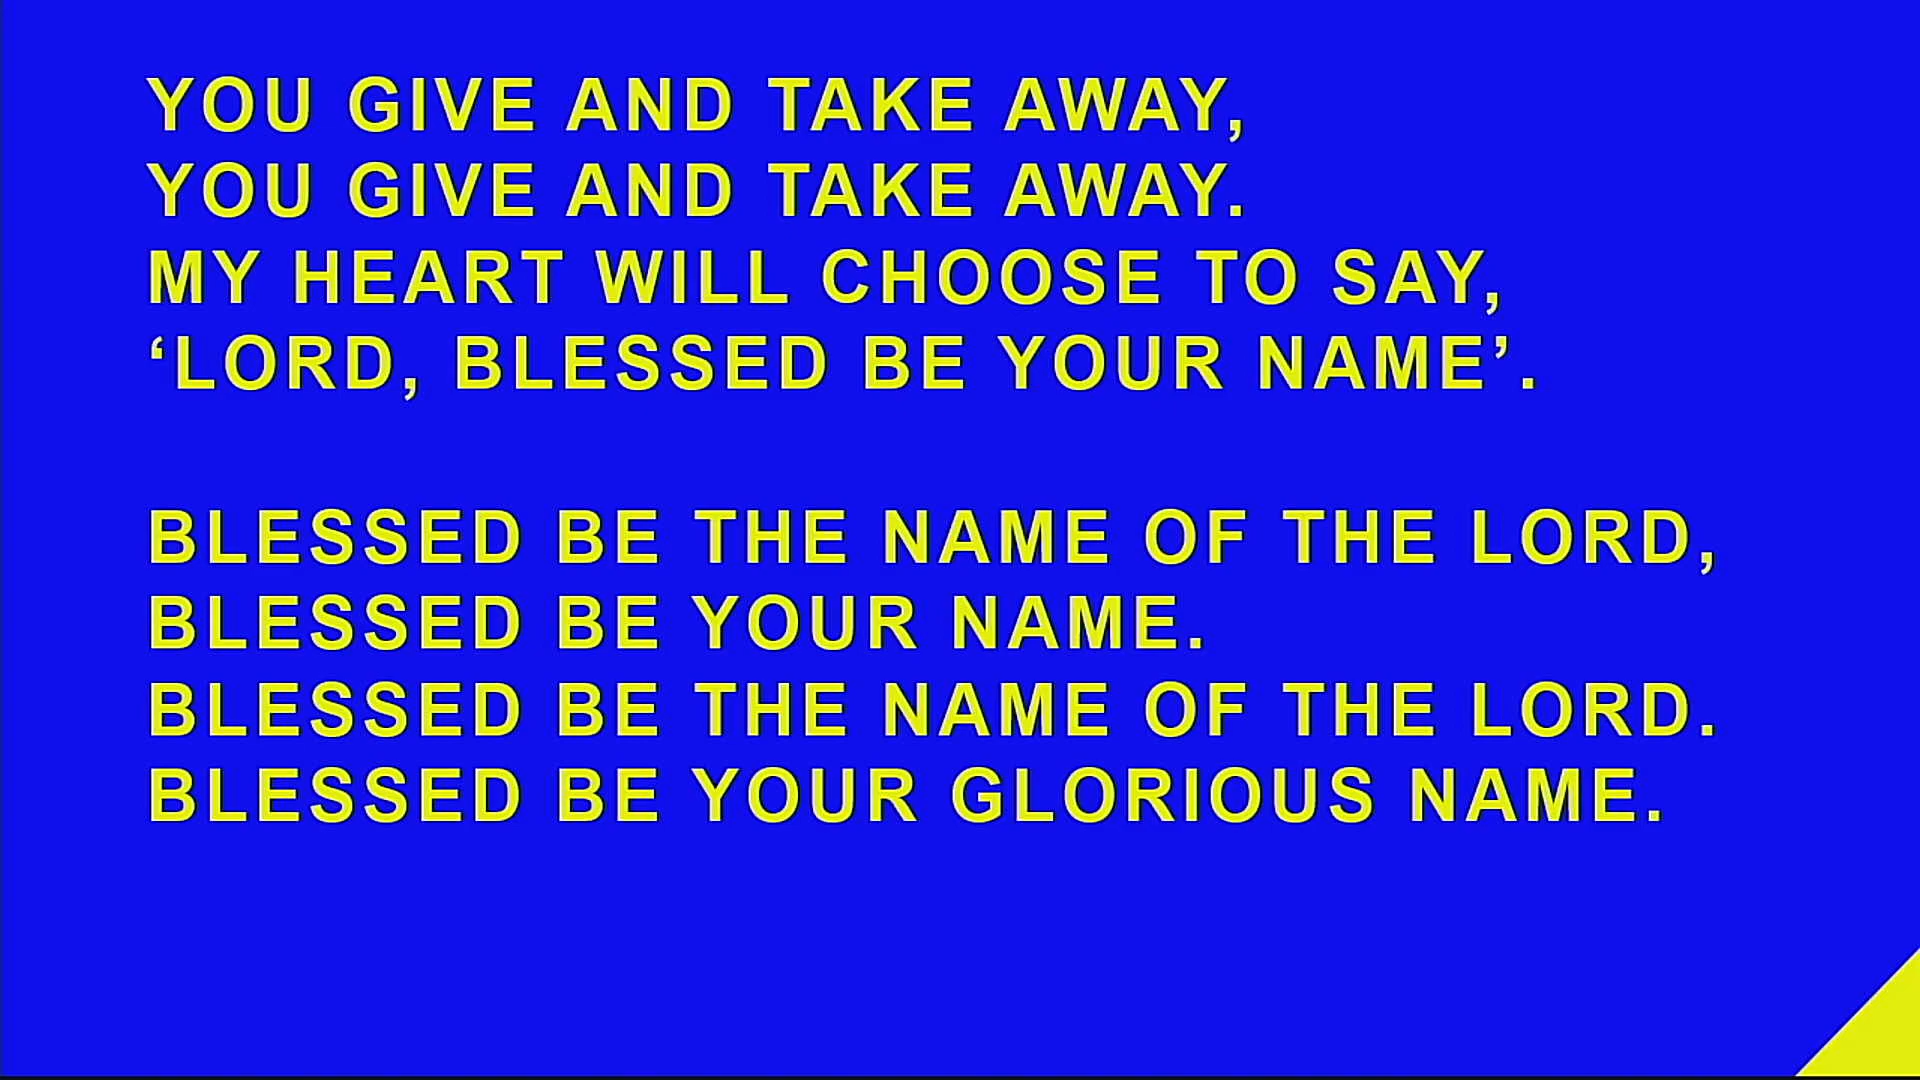 YOU GIVE AND TAKE AWAY,
YOU GIVE AND TAKE AWAY.
MY HEART WILL CHOOSE TO SAY,
‘LORD, BLESSED BE YOUR NAME’.
BLESSED BE THE NAME OF THE LORD,
BLESSED BE YOUR NAME.
BLESSED BE THE NAME OF THE LORD.
BLESSED BE YOUR GLORIOUS NAME.